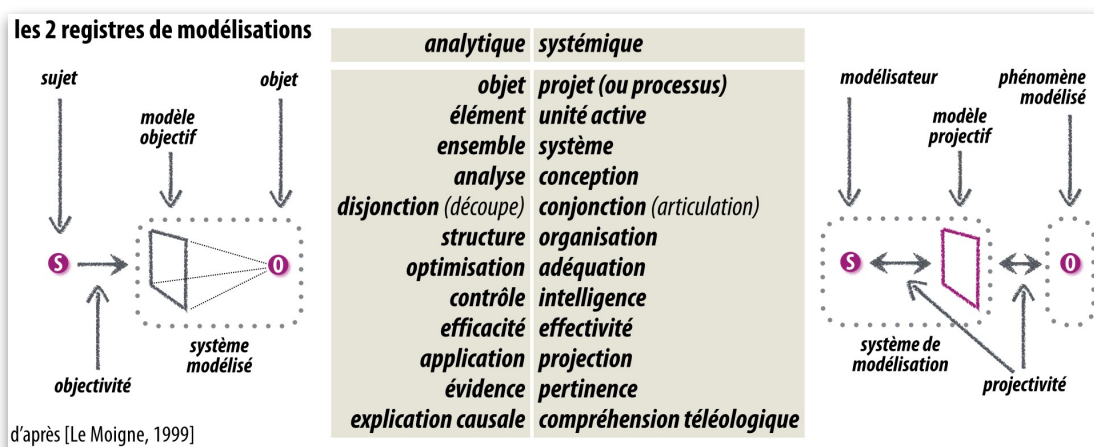 les 2 registres de modélisations
sujet
objet
modèle
objectif
S
O
système
modélisé
objectivité
d'après [Le Moigne, 1999]
analytique systémique
objet projet (ou processus)
élément unité active
ensemble système
analyse conception
disjonction (découpe) conjonction (articulation)
structure organisation
optimisation adéquation
contrôle intelligence
efficacité effectivité
application projection
évidence pertinence
explication causale compréhension téléologique
modélisateur
phénomène
modélisé
modèle
projectif
S
O
système de
modélisation
projectivité